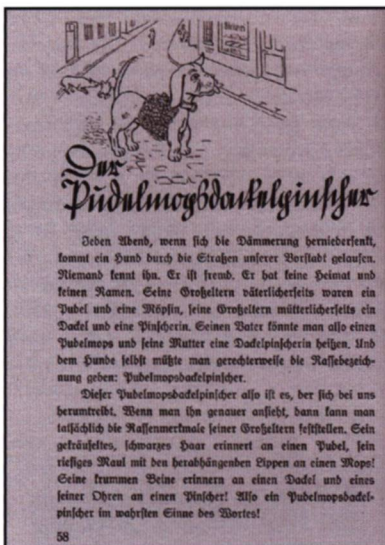 Der
Pudelmopsdackelpinscher
Jeden Abend, wenn sich die Dämmerung herniedersenkt,
kommt ein Hund durch die Straßen unserer Vorstadt gelaufen.
Niemand kennt ihn. Er ist fremd. Er hat keine Heimat und
keinen Namen. Seine Großeltern väterlicherseits waren ein
Pudel und eine Möpsin, seine Großeltern mütterlicherseits ein
Dackel und eine Pinscherin. Seinen Vater könnte man also einen
Pudelmops und seine Mutter eine Dackelpinscherin heißen. Und
dem Hunde selbst müßte man gerechterweise die Rassebezeich-
nung geben: Pudelmopsdackelpinscher.
Dieser Pudelmopsdackelpinscher also ist es, der sich bei uns
herumtreibt. Wenn man ihn genauer ansieht, dann kann man
tatsächlich die Rassenmerkmale seiner Großeltern feststellen. Sein
gekräuseltes, schwarzes Haar erinnert an einen Pudel, sein
riesiges Maul mit den herabhängenden Lippen an einen Mops!
Seine krummen Beine erinnern an einen Dackel und eines
seiner Ohren an einen Pinscher! Also ein Pudelmopsdackel-
pinscher im wahrsten Sinne des Wortes!
58